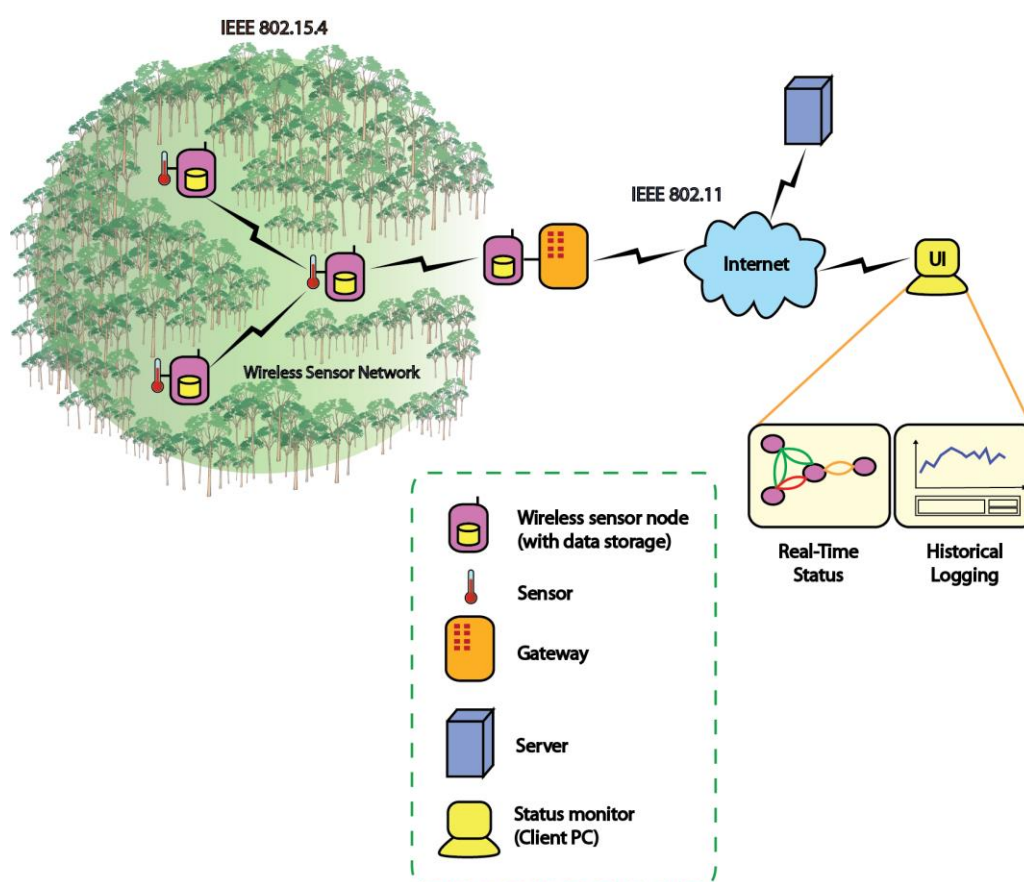 IEEE 802.15.4
IEEE 802.11
Internet
UI
Wireless Sensor Network
Real-Time
Status
Historical
Logging
Wireless sensor node
(with data storage)
Sensor
Gateway
Server
Status monitor
(Client PC)